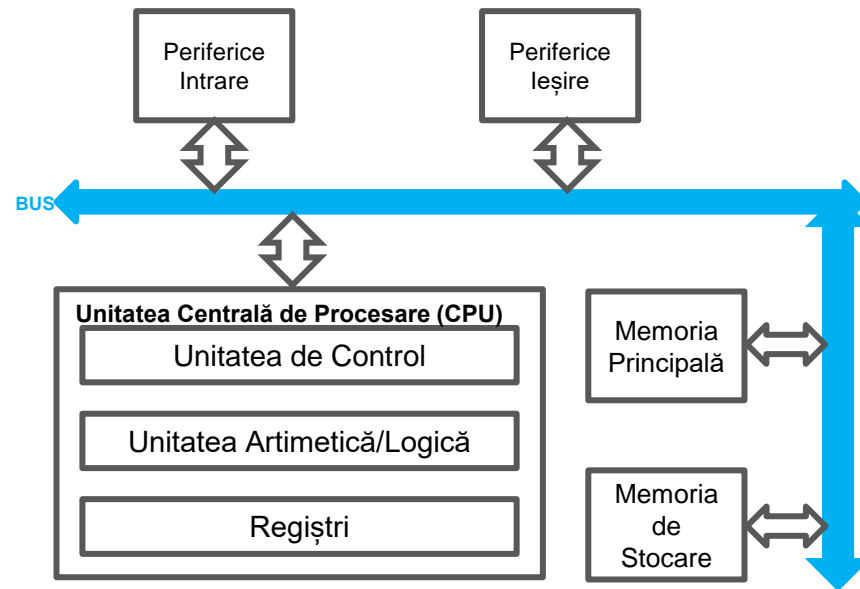 Periferice
Intrare
Periferice
Ieșire
BUS
Unitatea Centrală de Procesare (CPU)
Unitatea de Control
Unitatea Artimetică/Logică
Regiștri
Memoria
Principală
Memoria
de
Stocare